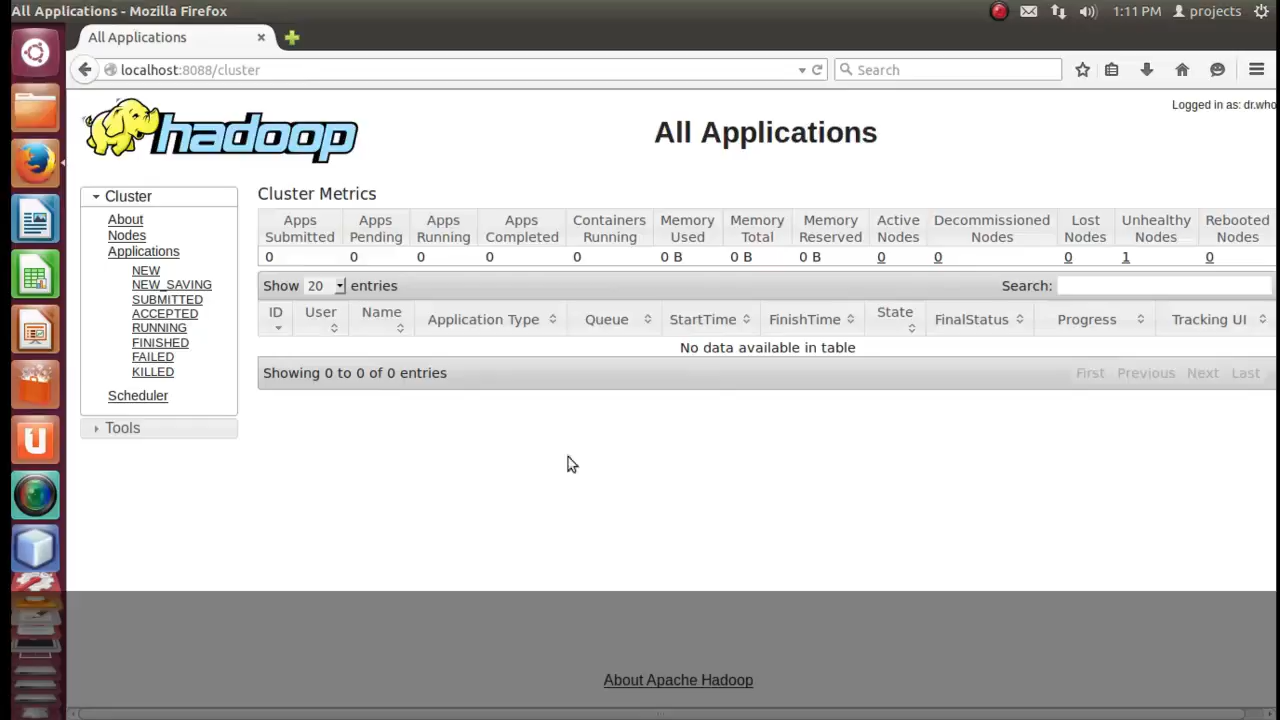 All Applications - Mozilla Firefox
1:11 PM projects
All Applications
localhost:8088/cluster
Search
Logged in as: dr.who
hadoop
All Applications
Cluster
About
Nodes
Applications
NEW
NEW_SAVING
SUBMITTED
ACCEPTED
RUNNING
FINISHED
FAILED
KILLED
Scheduler
Tools
Cluster Metrics
Apps Submitted Apps Pending Apps Running Apps Completed Containers Running Memory Used Memory Total Memory Reserved Active Nodes Decommissioned Nodes Lost Nodes Unhealthy Nodes Rebooted Nodes
0 0 0 0 0 0 B 0 B 0 B 0 0 0 1 0
Show 20 entries Search:
ID User Name Application Type Queue StartTime FinishTime State FinalStatus Progress Tracking UI
No data available in table
Showing 0 to 0 of 0 entries First Previous Next Last
About Apache Hadoop